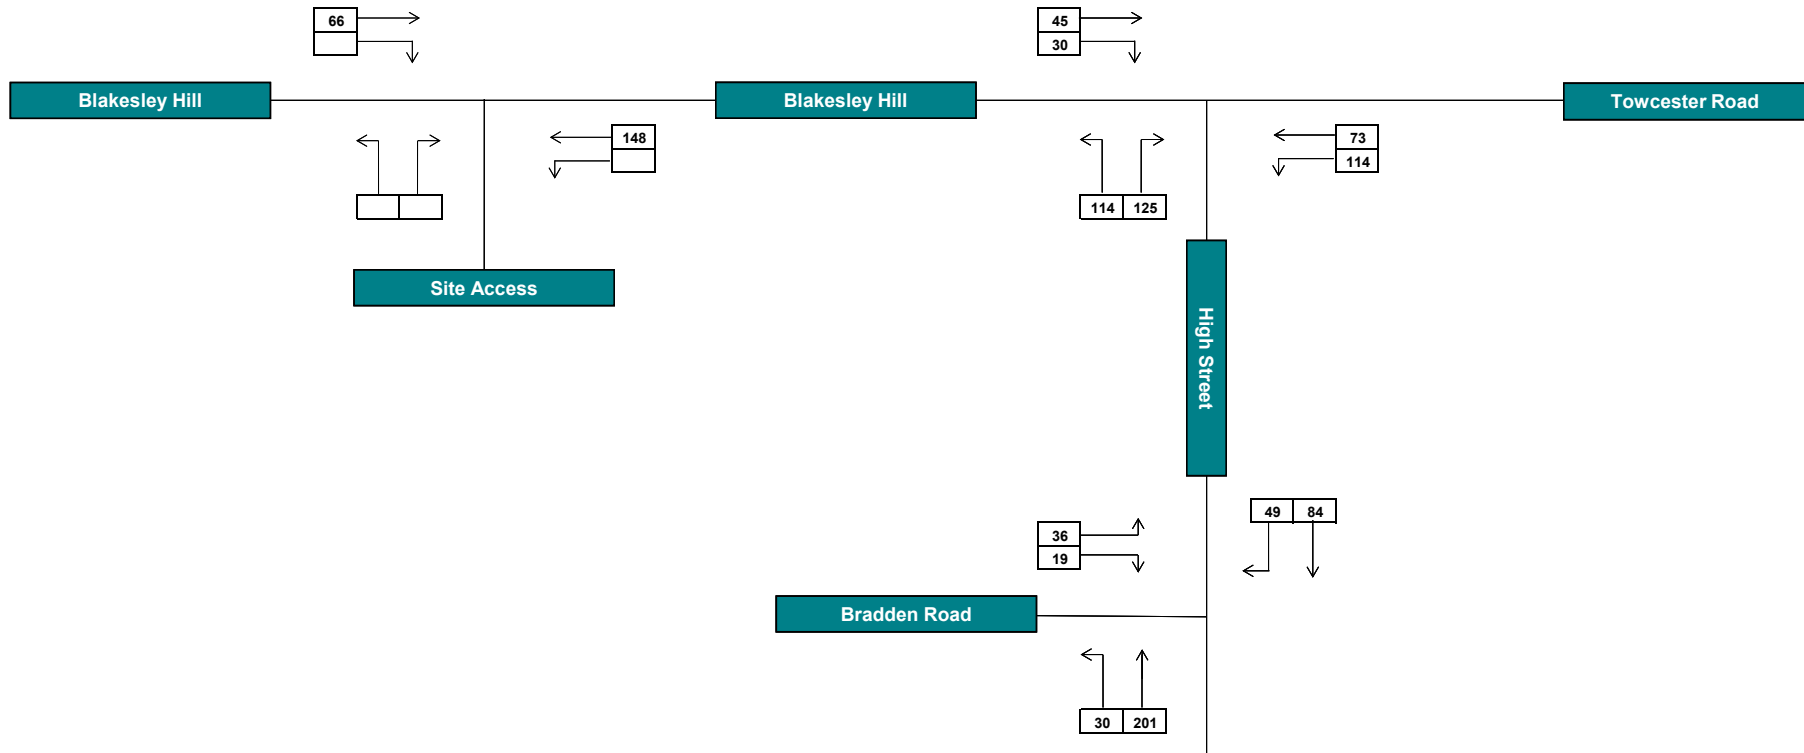 66
45
30
Blakesley Hill
Blakesley Hill
Towcester Road
148
73
114
114 125
Site Access
High Street
49 84
36
19
Bradden Road
30 201